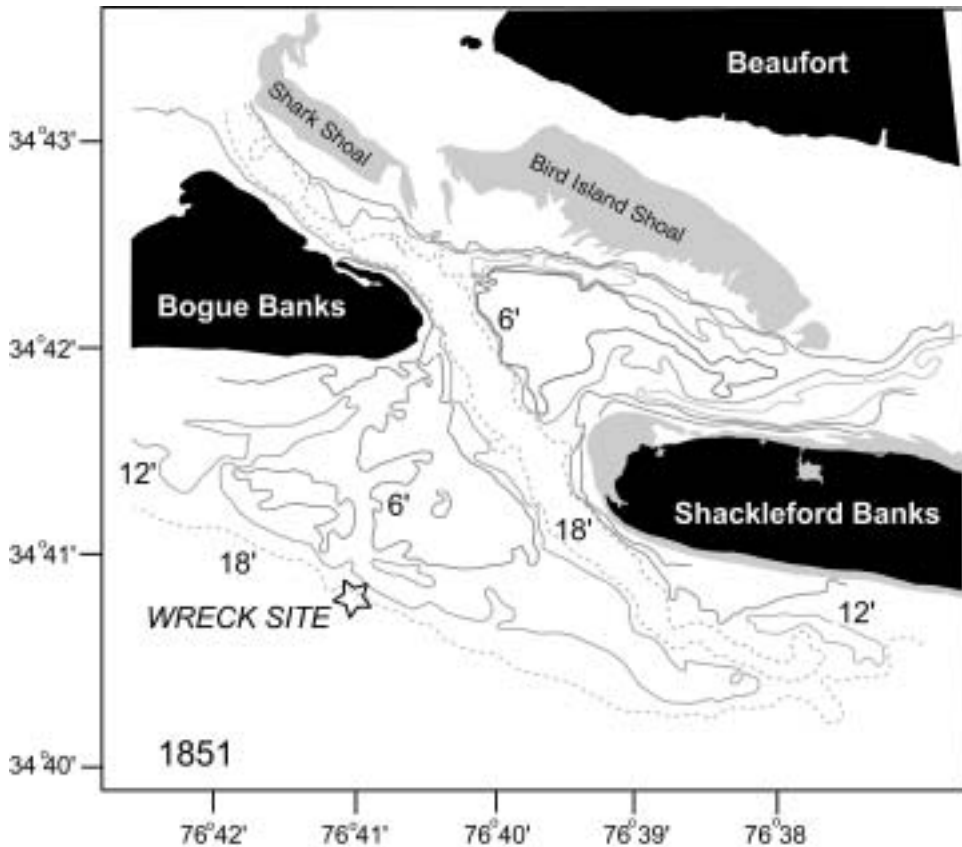 Beaufort
Shark Shoal
34°43'
Bird Island Shoal
Bogue Banks
6'
34°42'
12'
6'
Shackleford Banks
18'
34°41'
18'
WRECK SITE
12'
1851
34°40'
76°42' 76°41' 76°40' 76°39' 76°38